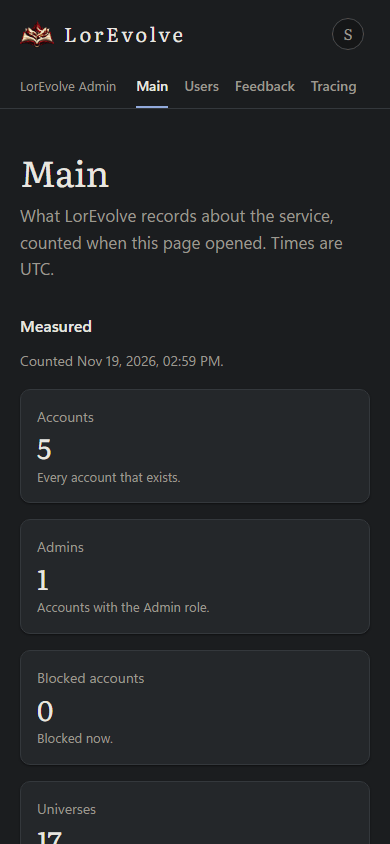 LorEvolve
S
LorEvolve Admin Main Users Feedback Tracing
Main
What LorEvolve records about the service,
counted when this page opened. Times are
UTC.
Measured
Counted Nov 19, 2026, 02:59 PM.
Accounts
5
Every account that exists.
Admins
1
Accounts with the Admin role.
Blocked accounts
0
Blocked now.
Universes
17